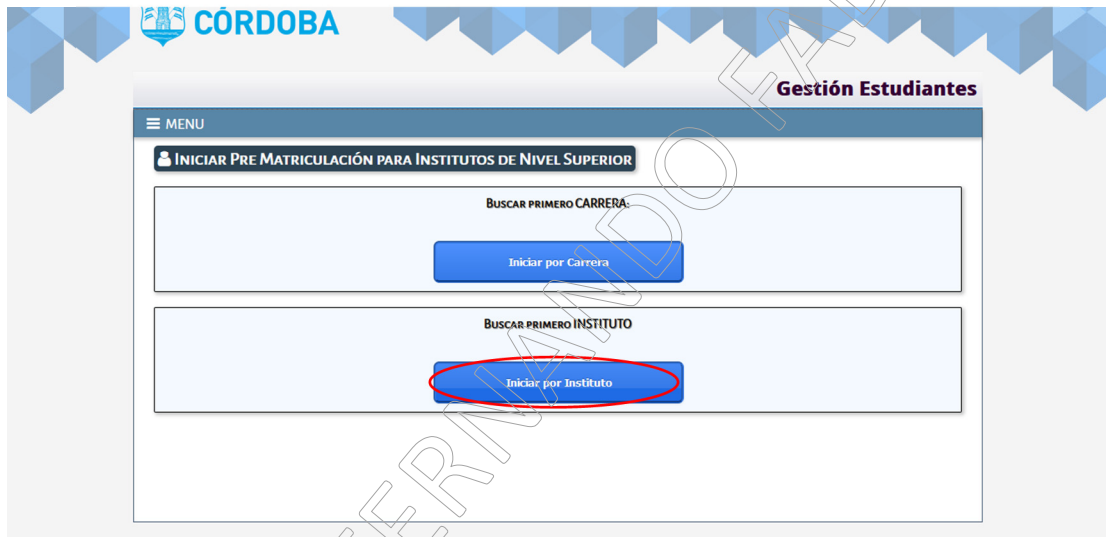 CÓRDOBA
Gestión Estudiantes
MENU
INICIAR PRE MATRICULACIÓN PARA INSTITUTOS DE NIVEL SUPERIOR
BUSCAR PRIMERO CARRERA:
Iniciar por Carrera
BUSCAR PRIMERO INSTITUTO
Iniciar por Instituto